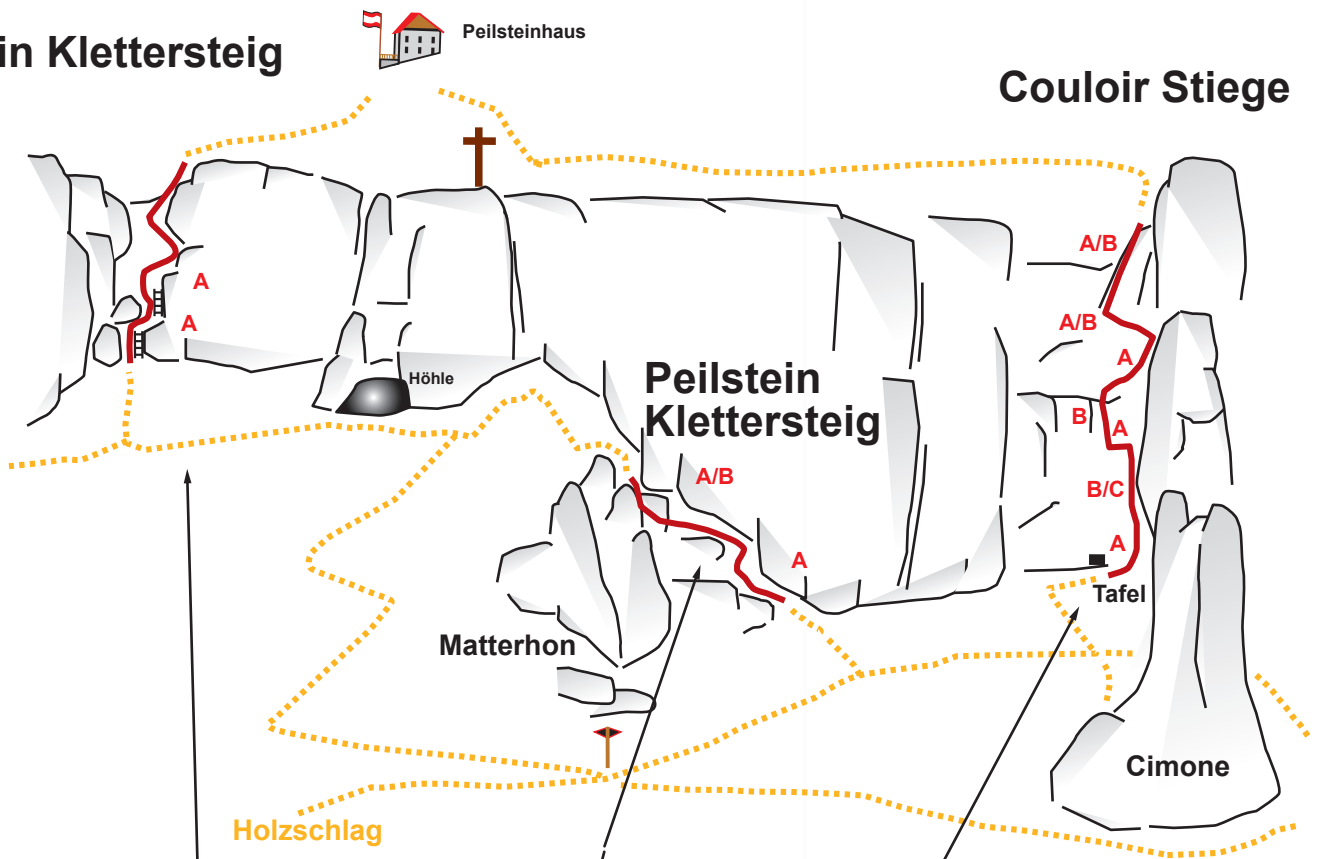 Peilsteinhaus
in Klettersteig
Couloir Stiege
A/B
A
A/B
A
A
Höhle
Peilstein
Klettersteig
B
A
A/B
B/C
A
A
Tafel
Matterhon
Cimone
Holzschlag